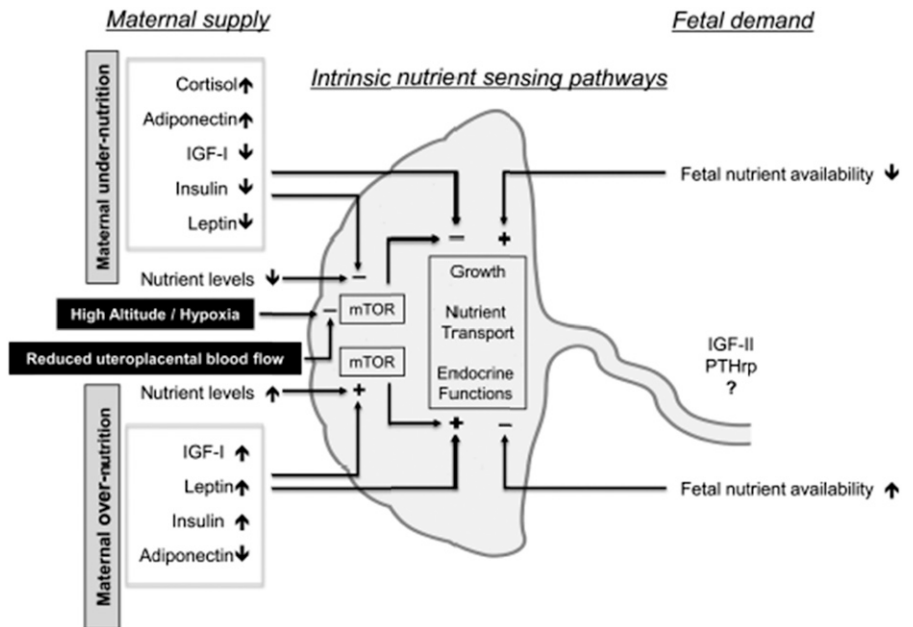 Maternal supply
Fetal demand
Intrinsic nutrient sensing pathways
Maternal under-nutrition
Cortisol ↑
Adiponectin ↑
IGF-I ↓
Insulin ↓
Leptin ↓
Nutrient levels ↓
High Altitude / Hypoxia
Reduced uteroplacental blood flow
Nutrient levels ↑
Maternal over-nutrition
IGF-I ↑
Leptin ↑
Insulin ↑
Adiponectin ↓
−
−
mTOR
mTOR
+
− +
Growth
Nutrient
Transport
Endocrine
Functions
+ −
Fetal nutrient availability ↓
IGF-II
PTHrp
?
Fetal nutrient availability ↑